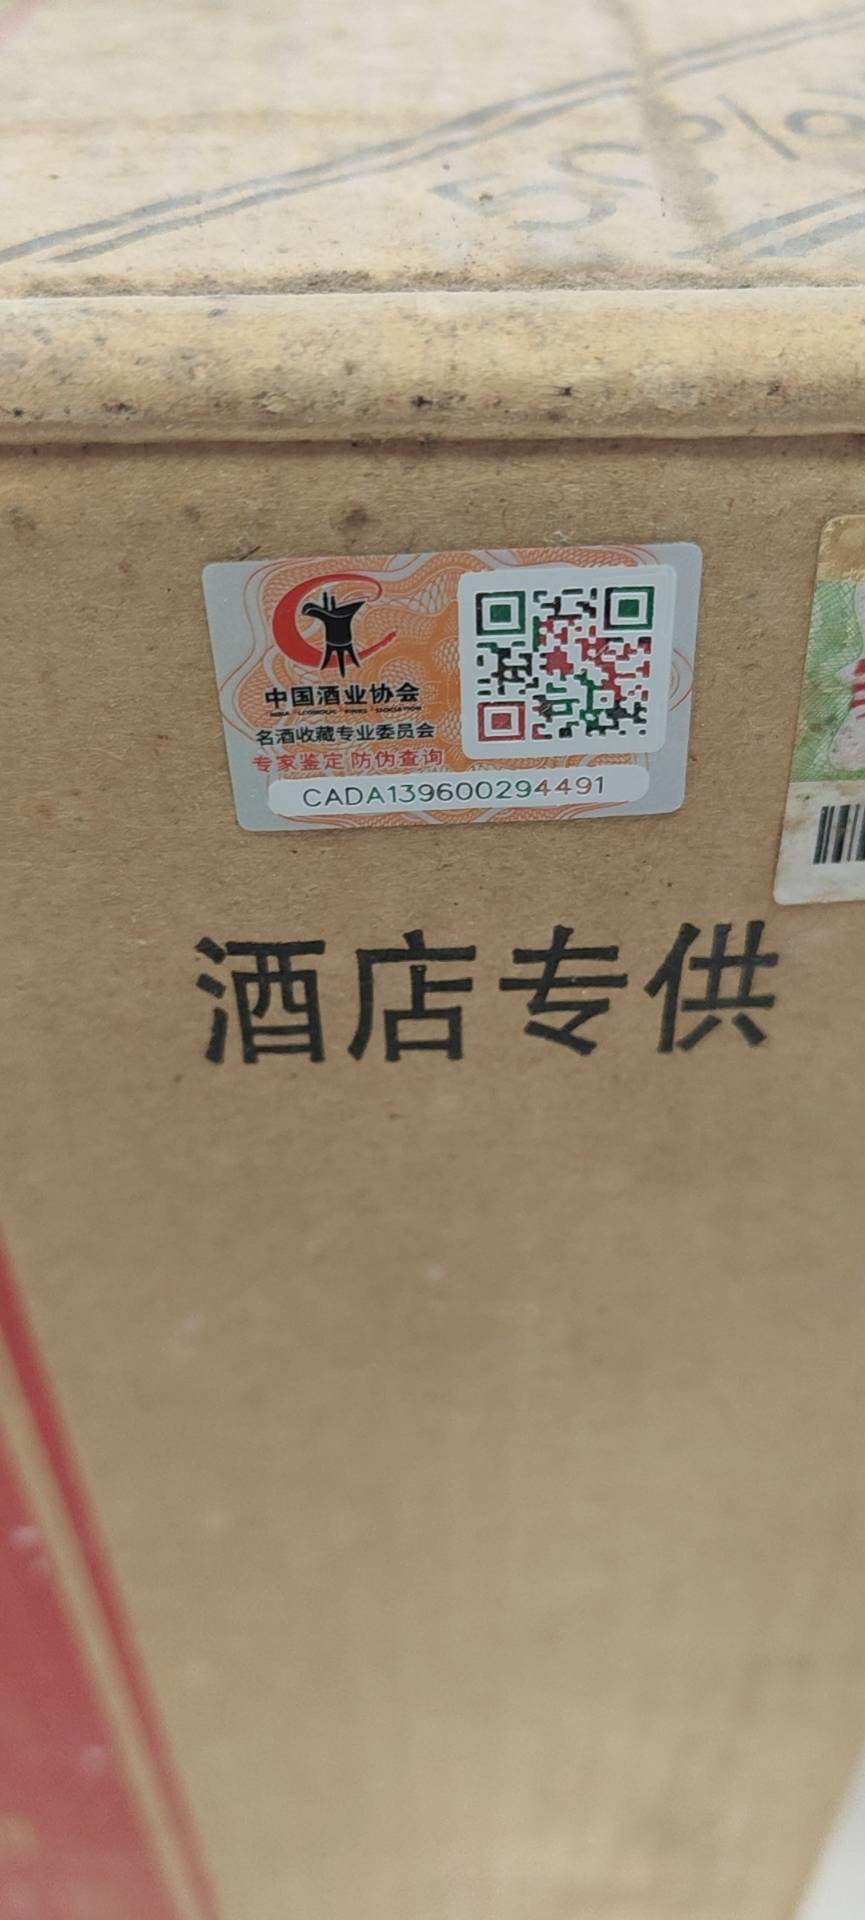 中国酒业协会
名酒收藏专业委员会
专家鉴定 防伪查询
CADA139600294491
酒店专供